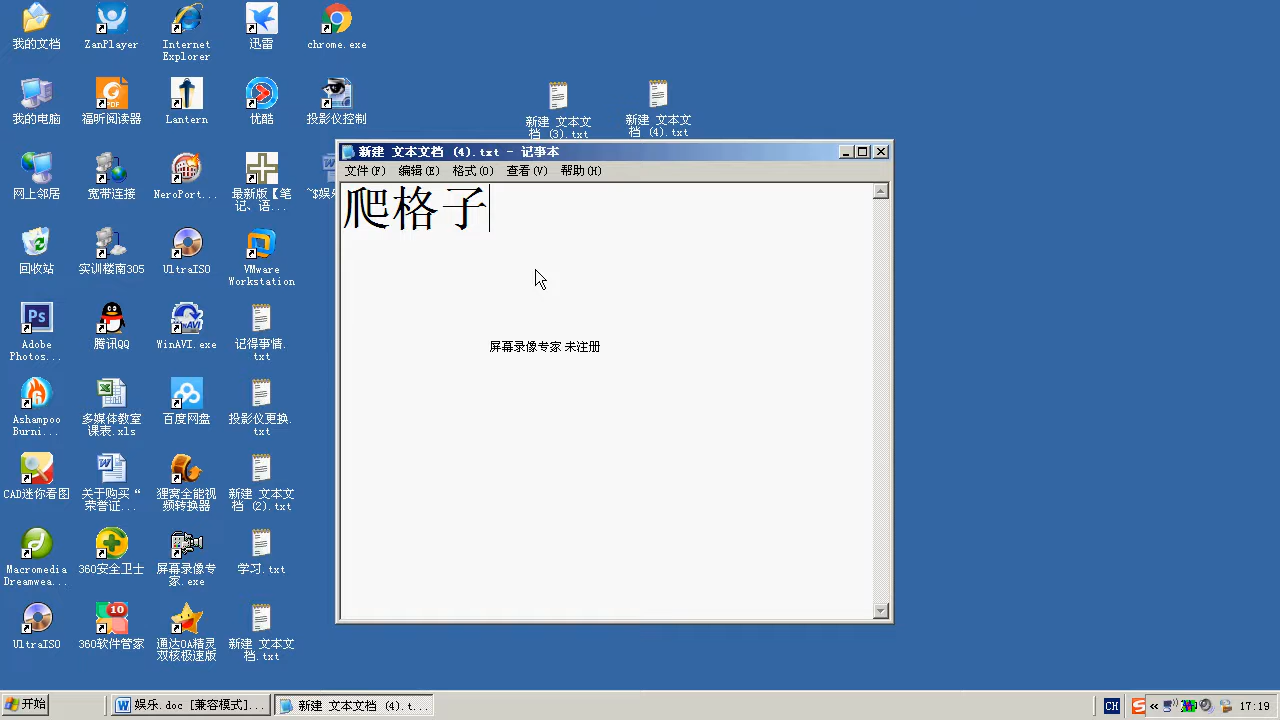 我的文档
ZanPlayer
Internet
Explorer
迅雷
chrome.exe
我的电脑
福昕阅读器
Lantern
优酷
投影仪控制
新建 文本文
档 (3).txt
新建 文本文
档 (4).txt
网上邻居
宽带连接
NeroPort...
最新版【笔
记、语...
~$娱
回收站
实训楼南305
UltraISO
VMware
Workstation
Adobe
Photos...
腾讯QQ
WinAVI.exe
记得事情.
txt
Ashampoo
Burni...
多媒体教室
课表.xls
百度网盘
投影仪更换.
txt
CAD迷你看图
关于购买“
荣誉证...
狸窝全能视
频转换器
新建 文本文
档 (2).txt
Macromedia
Dreamwea...
360安全卫士
屏幕录像专
家.exe
学习.txt
UltraISO
10
360软件管家
通达OA精灵
双核极速版
新建 文本文
档.txt
新建 文本文档 (4).txt - 记事本
文件(F) 编辑(E) 格式(O) 查看(V) 帮助(H)
爬格子
屏幕录像专家 未注册
开始
娱乐.doc [兼容模式]...
新建 文本文档 (4).t...
CH
17:19